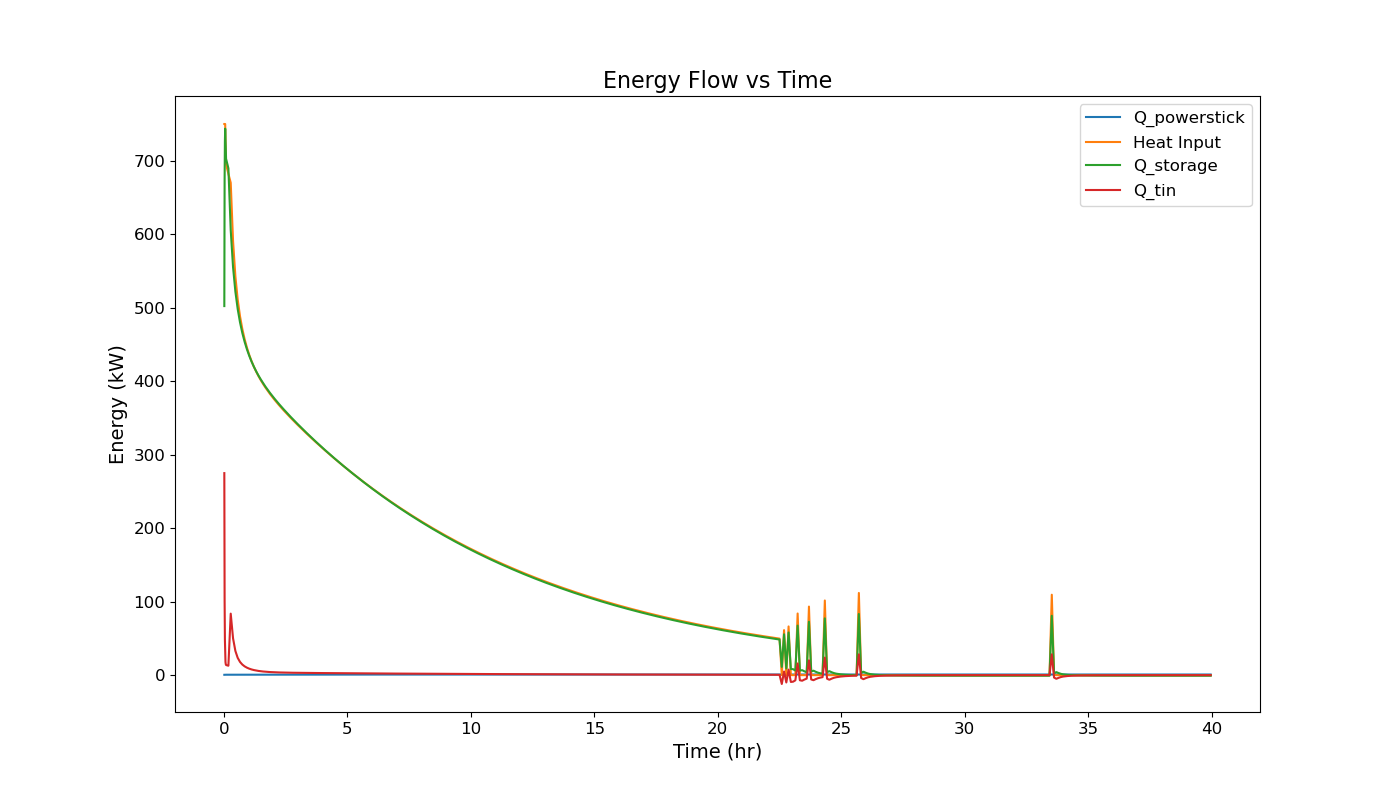 Energy Flow vs Time
Q_powerstick
Heat Input
Q_storage
Q_tin
700
600
500
400
300
200
100
0
Energy (kW)
0 5 10 15 20 25 30 35 40
Time (hr)